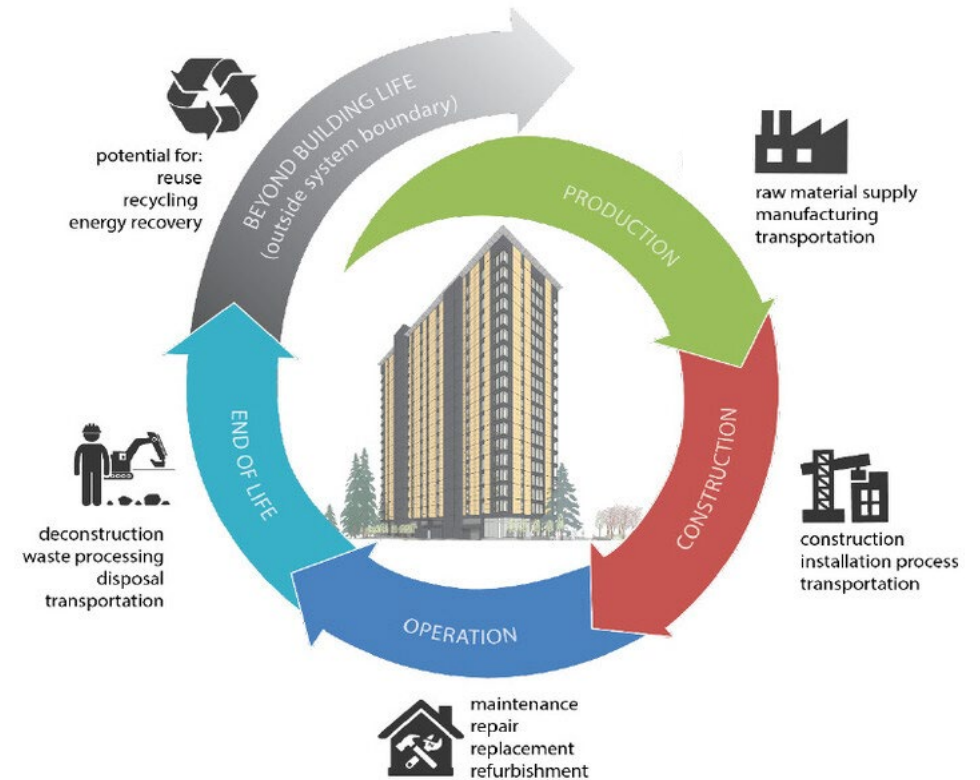 BEYOND BUILDING LIFE
(outside system boundary)
potential for:
reuse
recycling
energy recovery
PRODUCTION
raw material supply
manufacturing
transportation
CONSTRUCTION
construction
installation process
transportation
OPERATION
maintenance
repair
replacement
refurbishment
END OF LIFE
deconstruction
waste processing
disposal
transportation